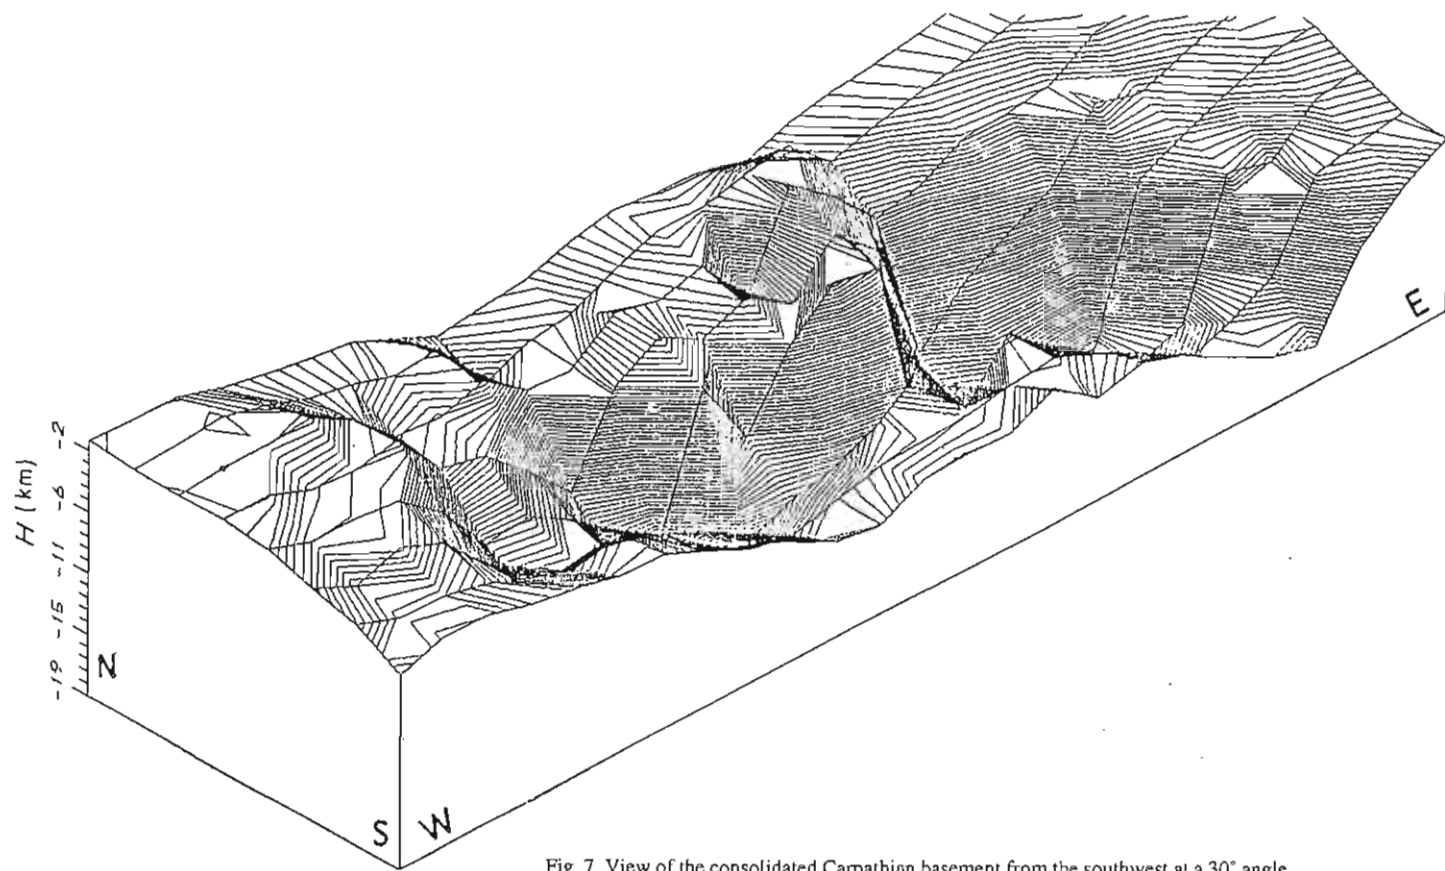 H (km)
-2
-6
-11
-15
-19
N
S
W
E
Fig. 7. View of the consolidated Carpathian basement from the southwest at a 30° angle